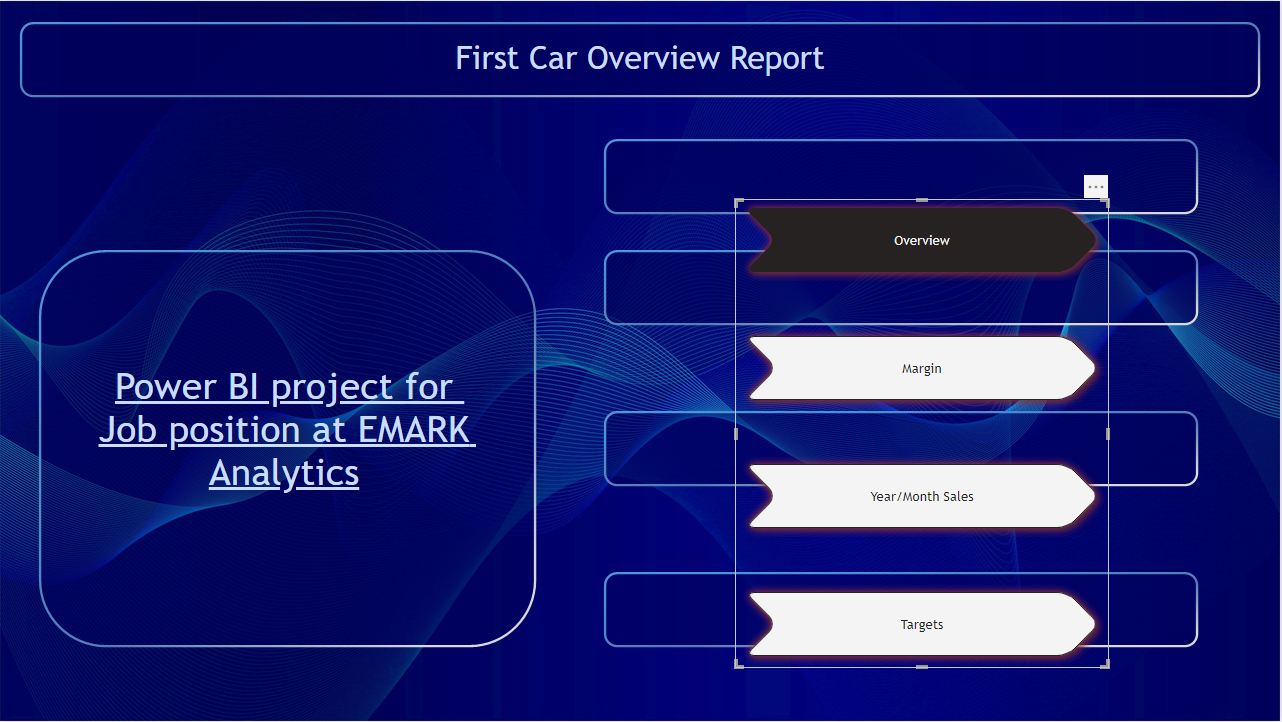 First Car Overview Report
Overview
Margin
Power BI project for
Job position at EMARK
Analytics
Year/Month Sales
Targets